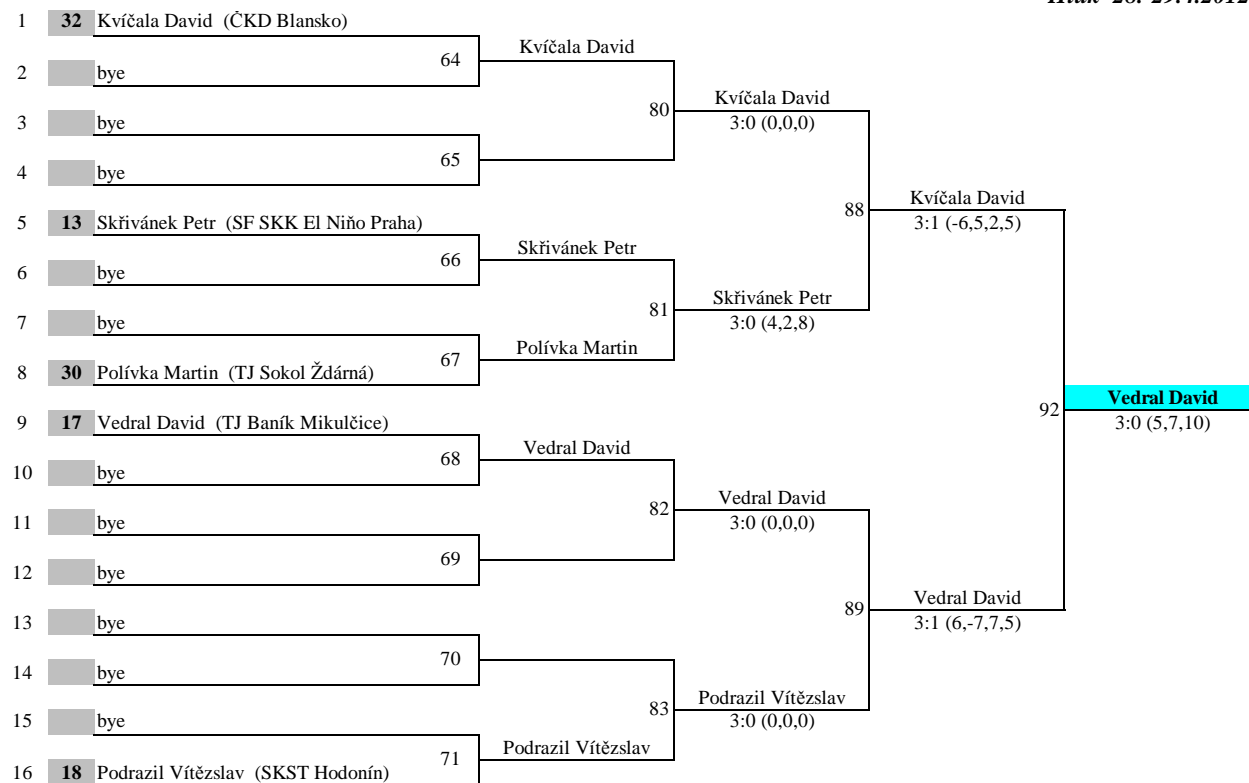 1 32 Kvíčala David (ČKD Blansko)
Kvíčala David
64
2 bye
Kvíčala David
80
3:0 (0,0,0)
3 bye
65
4 bye
Kvíčala David
88
3:1 (-6,5,2,5)
5 13 Skřivánek Petr (SF SKK El Niňo Praha)
Skřivánek Petr
66
6 bye
Skřivánek Petr
81
3:0 (4,2,8)
7 bye
Polívka Martin
67
8 30 Polívka Martin (TJ Sokol Ždárná)
Vedral David
92
3:0 (5,7,10)
9 17 Vedral David (TJ Baník Mikulčice)
Vedral David
68
10 bye
Vedral David
82
3:0 (0,0,0)
11 bye
69
12 bye
Vedral David
89
3:1 (6,-7,7,5)
13 bye
70
14 bye
Podrazil Vítězslav
83
3:0 (0,0,0)
15 bye
Podrazil Vítězslav
71
16 18 Podrazil Vítězslav (SKST Hodonín)